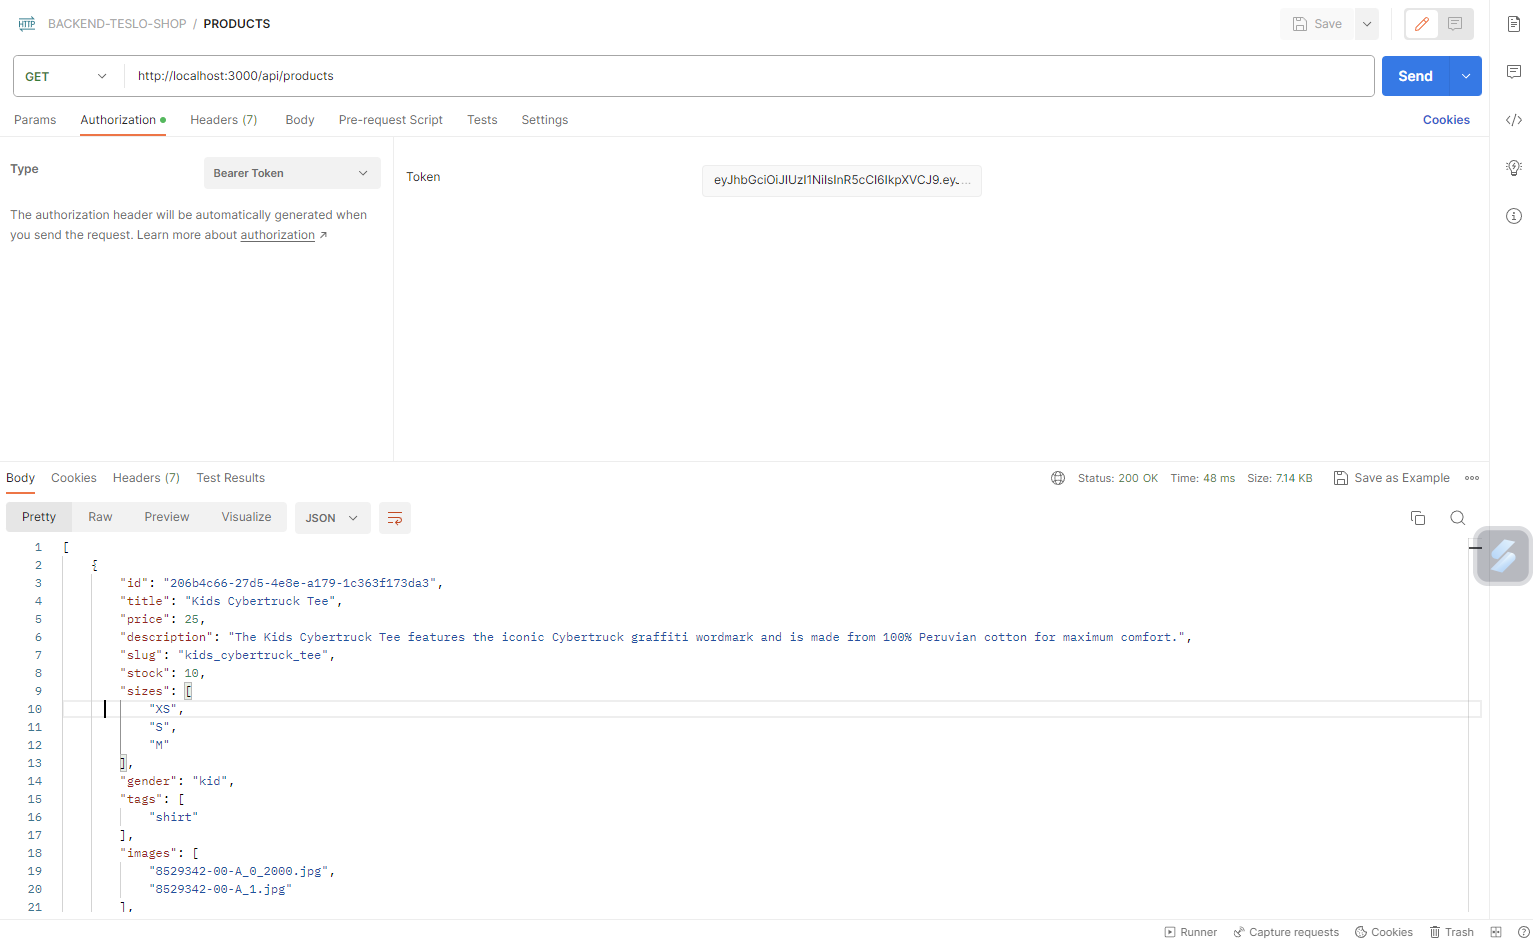 HTTP BACKEND-TESLO-SHOP / PRODUCTS
Save
GET http://localhost:3000/api/products Send
Params Authorization Headers (7) Body Pre-request Script Tests Settings Cookies
Type Bearer Token
Token eyJhbGciOiJIUzI1NiIsInR5cCI6IkpXVCJ9.eyJ...
The authorization header will be automatically generated when
you send the request. Learn more about authorization ↗
Body Cookies Headers (7) Test Results Status: 200 OK Time: 48 ms Size: 7.14 KB Save as Example
Pretty Raw Preview Visualize JSON
1 [
2 {
3 "id": "206b4c66-27d5-4e8e-a179-1c363f173da3",
4 "title": "Kids Cybertruck Tee",
5 "price": 25,
6 "description": "The Kids Cybertruck Tee features the iconic Cybertruck graffiti wordmark and is made from 100% Peruvian cotton for maximum comfort.",
7 "slug": "kids_cybertruck_tee",
8 "stock": 10,
9 "sizes": [
10 "XS",
11 "S",
12 "M"
13 ],
14 "gender": "kid",
15 "tags": [
16 "shirt"
17 ],
18 "images": [
19 "8529342-00-A_0_2000.jpg",
20 "8529342-00-A_1.jpg"
21 ],
Runner Capture requests Cookies Trash